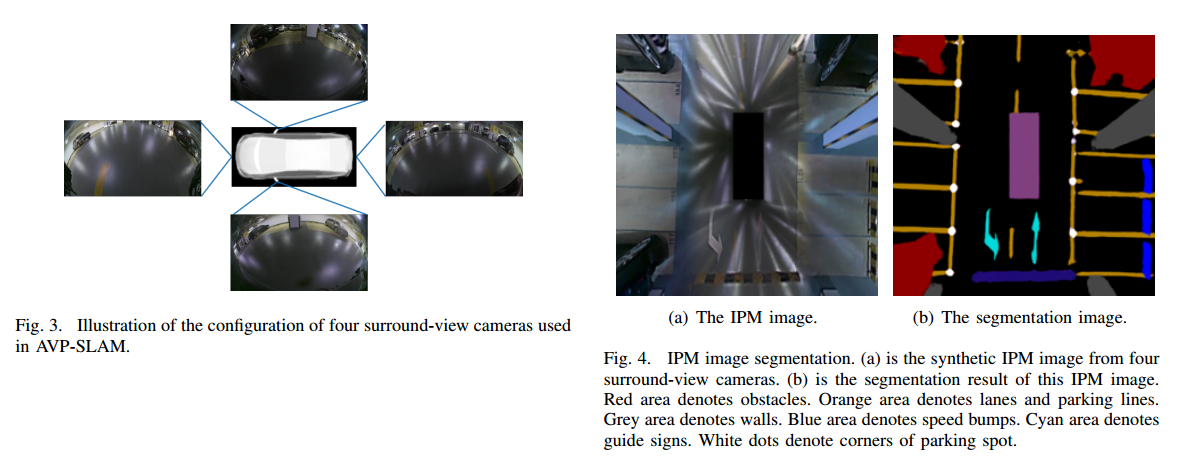 Fig. 3. Illustration of the configuration of four surround-view cameras used
in AVP-SLAM.
(a) The IPM image.
(b) The segmentation image.
Fig. 4. IPM image segmentation. (a) is the synthetic IPM image from four
surround-view cameras. (b) is the segmentation result of this IPM image.
Red area denotes obstacles. Orange area denotes lanes and parking lines.
Grey area denotes walls. Blue area denotes speed bumps. Cyan area denotes
guide signs. White dots denote corners of parking spot.